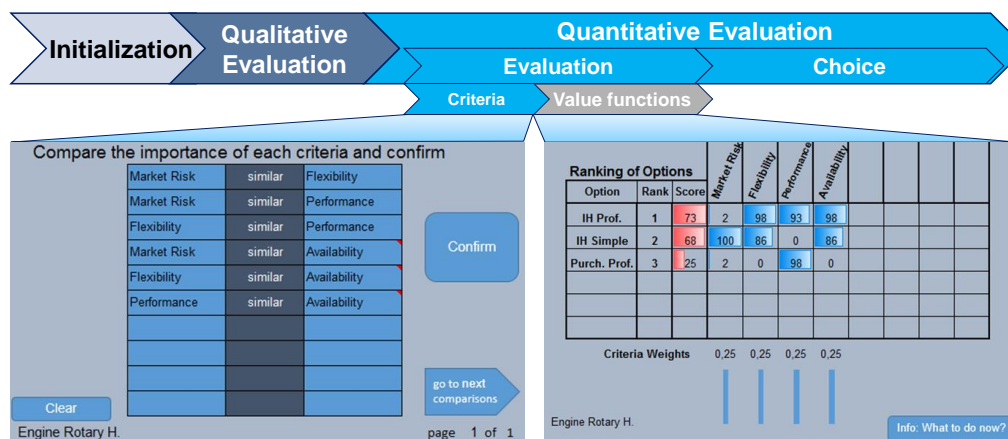 Initialization
Qualitative
Evaluation
Quantitative Evaluation
Evaluation
Choice
Criteria
Value functions
Compare the importance of each criteria and confirm
Market Risk similar Flexibility
Market Risk similar Performance
Flexibility similar Performance
Market Risk similar Availability
Flexibility similar Availability
Performance similar Availability
Confirm
go to next
comparisons
Clear
Engine Rotary H.
page 1 of 1
Ranking of Options
Option Rank Score Market Risk Flexibility Performance Availability
IH Prof. 1 73 2 98 93 98
IH Simple 2 68 100 86 0 86
Purch. Prof. 3 25 2 0 98 0
Criteria Weights 0,25 0,25 0,25 0,25
Engine Rotary H.
Info: What to do now?